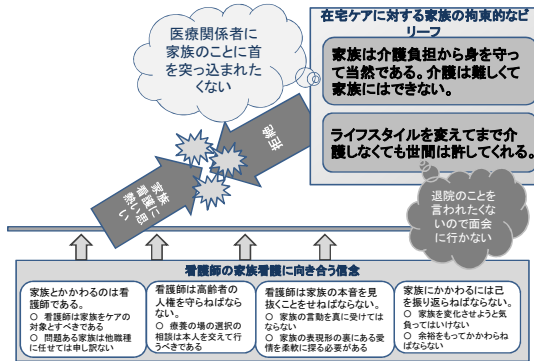 医療関係者に
家族のことに首
を突っ込まれた
くない
在宅ケアに対する家族の拘束的なビ
リーフ
家族は介護負担から身を守っ
て当然である。介護は難しくて
家族にはできない。
ライフスタイルを変えてまで介
護しなくても世間は許してくれる。
拒絶
家族
看護に
熱い思
い
退院のことを
言われたくな
いので面会
に行かない
看護師の家族看護に向き合う信念
家族とかかわるのは看
護師である。
○ 看護師は家族をケアの
対象とすべきである
○ 問題ある家族は他職種
に任せては申し訳ない
看護師は高齢者の
人権を守らねばなら
ない。
○ 療養の場の選択の
相談は本人を交えて行
うべきである
看護師は家族の本音を見
抜くことをせねばならない。
○ 家族の言動を真に受けては
ならない
○ 家族の表現形の裏にある愛
情を柔軟に探る必要がある
家族にかかわるには己
を振り返らねばならない。
○ 家族を変化させようと気
負ってはいけない
○ 余裕をもってかかわらね
ばならない